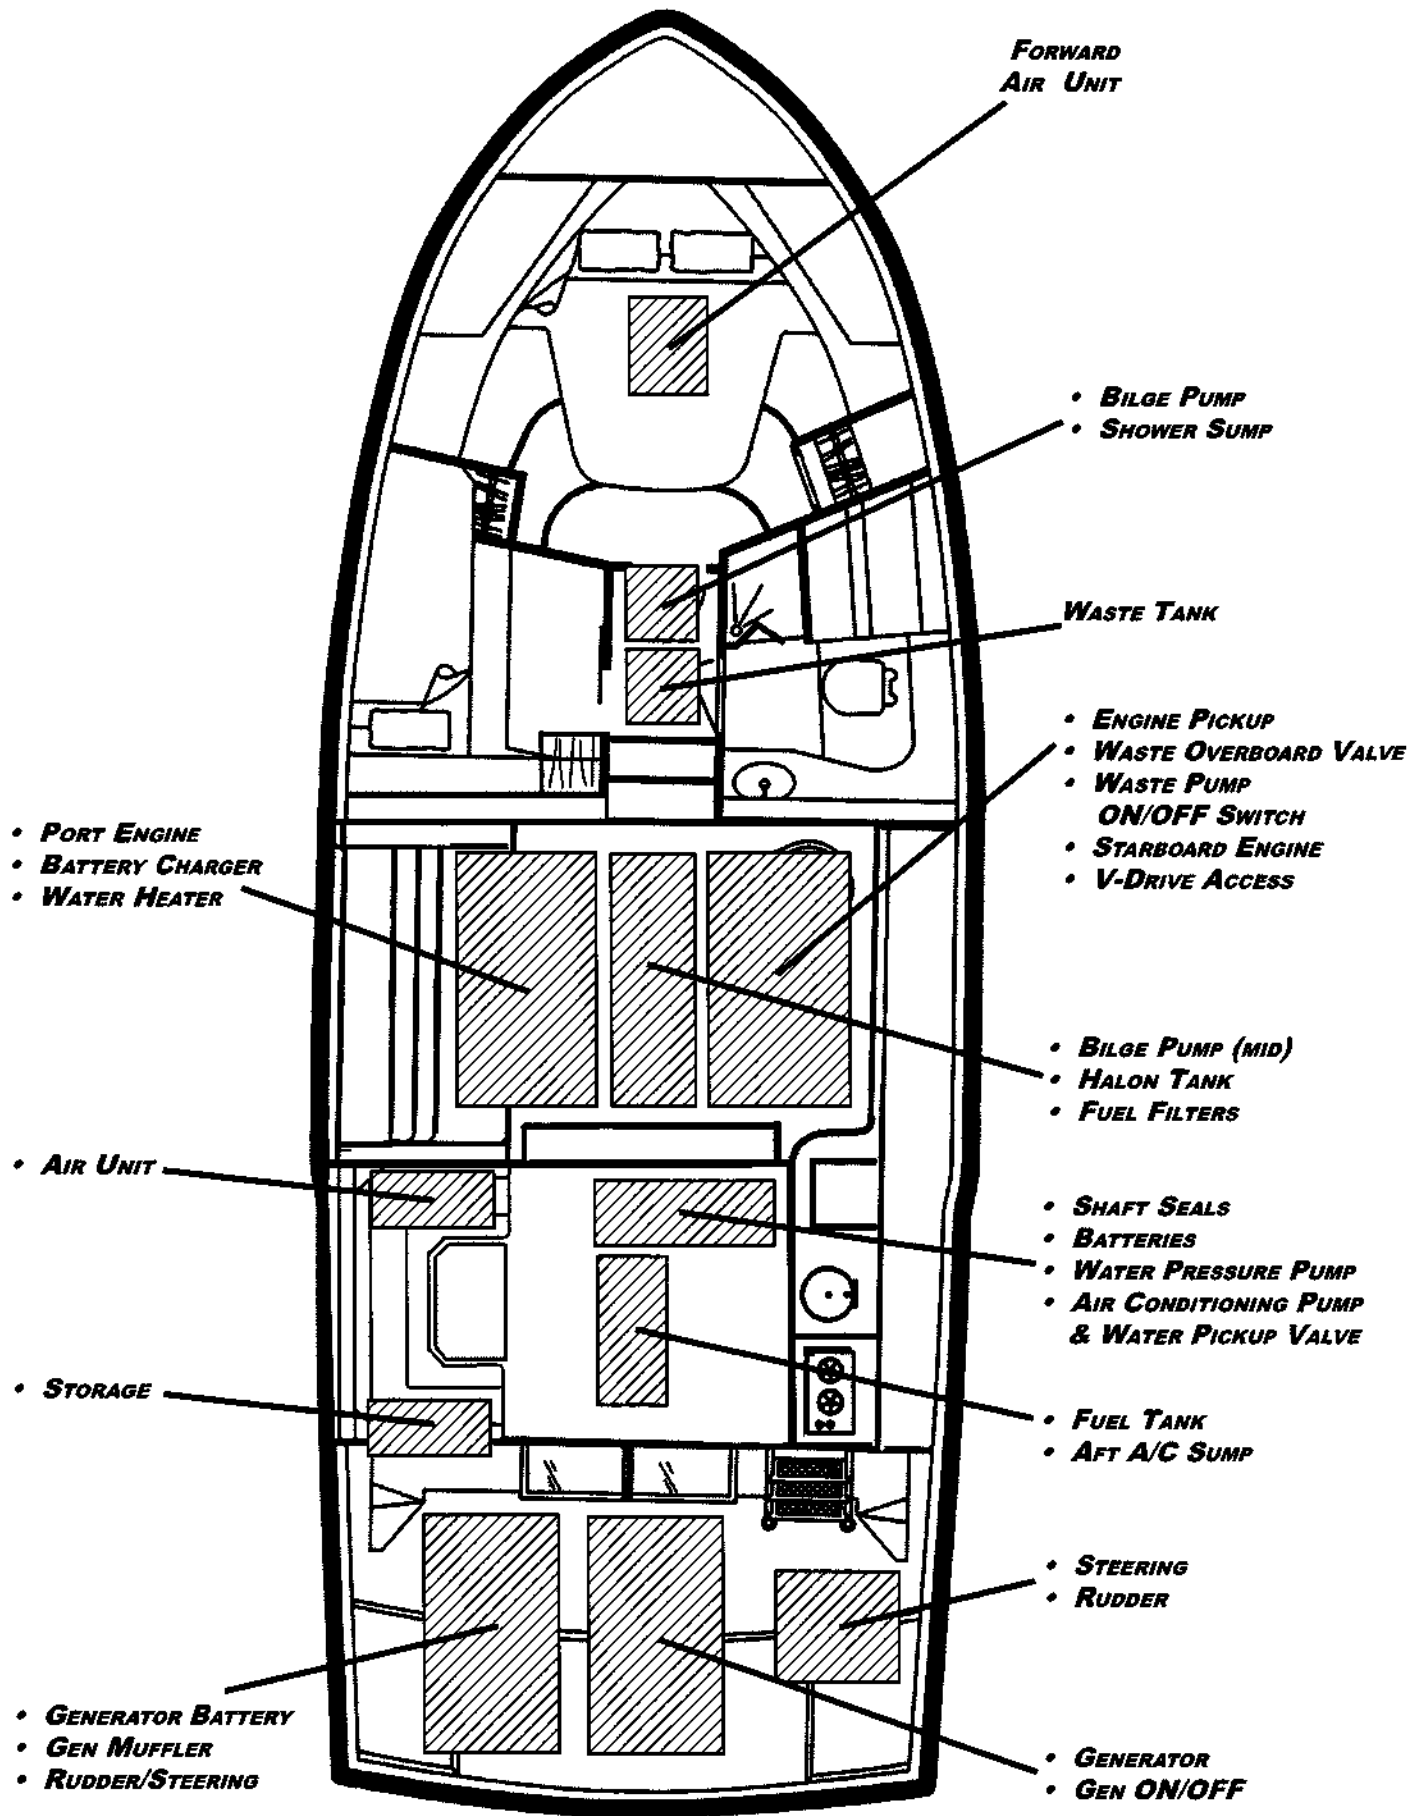 FORWARD
AIR UNIT
• BILGE PUMP
• SHOWER SUMP
WASTE TANK
• ENGINE PICKUP
• WASTE OVERBOARD VALVE
• WASTE PUMP
ON/OFF SWITCH
• STARBOARD ENGINE
• V-DRIVE ACCESS
• PORT ENGINE
• BATTERY CHARGER
• WATER HEATER
• BILGE PUMP (MID)
• HALON TANK
• FUEL FILTERS
• AIR UNIT
• SHAFT SEALS
• BATTERIES
• WATER PRESSURE PUMP
• AIR CONDITIONING PUMP
& WATER PICKUP VALVE
• STORAGE
• FUEL TANK
• AFT A/C SUMP
• STEERING
• RUDDER
• GENERATOR BATTERY
• GEN MUFFLER
• RUDDER/STEERING
• GENERATOR
• GEN ON/OFF